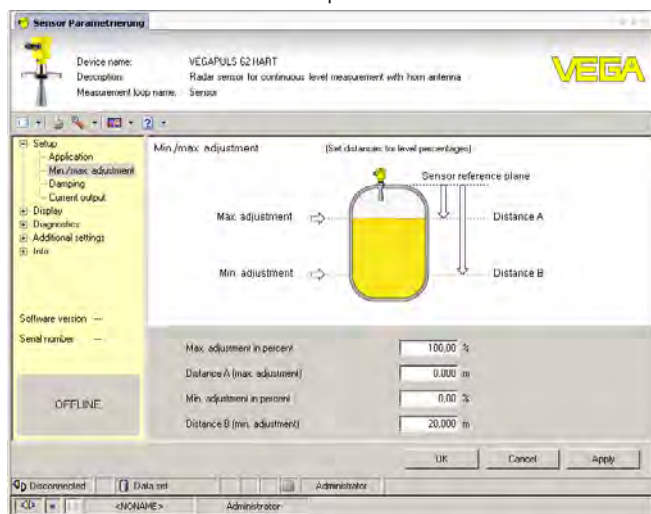 Sensor Parametrierung
Device name: VEGAPULS 62 HART
Description: Radar sensor for continuous level measurement with horn antenna
Measurement loop name: Sensor
VEGA
Setup
Application
Min./max. adjustment
Damping
Current output
Display
Diagnostics
Additional settings
Info
Software version ---
Serial number ---
OFFLINE
Min./max. adjustment (Set distances for level percentages)
Sensor reference plane
Max. adjustment
Distance A
Min. adjustment
Distance B
Max. adjustment in percent 100,00 %
Distance A (max. adjustment) 0,000 m
Min. adjustment in percent 0,00 %
Distance B (min. adjustment) 20,000 m
OK Cancel Apply
Disconnected Data set Administrator
<NONAME> Administrator